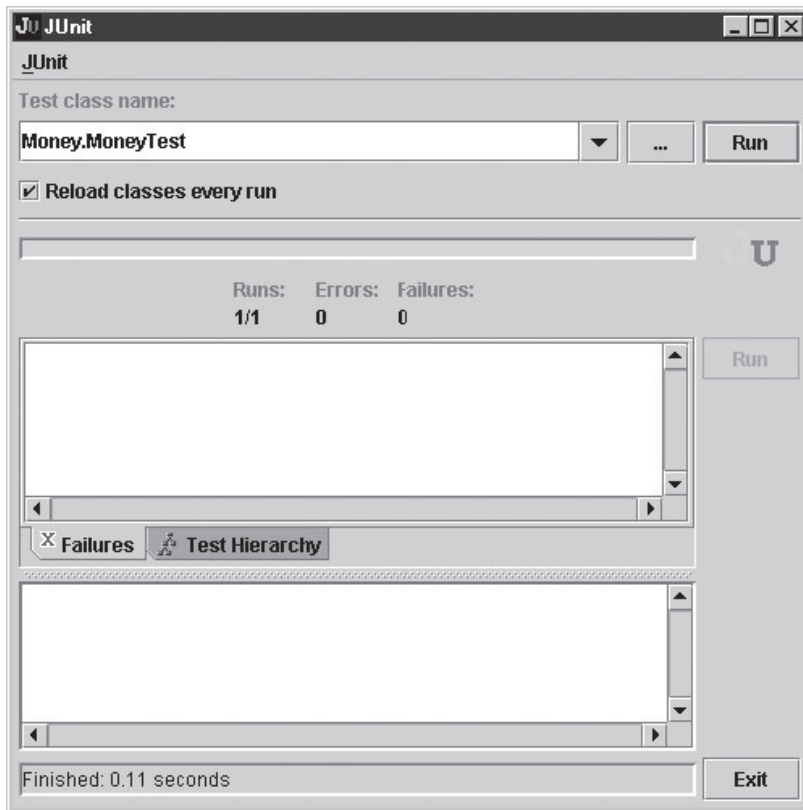 JU JUnit
JUnit
Test class name:
Money.MoneyTest
...
Run
Reload classes every run
U
Runs: Errors: Failures:
1/1 0 0
Run
X Failures
Test Hierarchy
Finished: 0.11 seconds
Exit